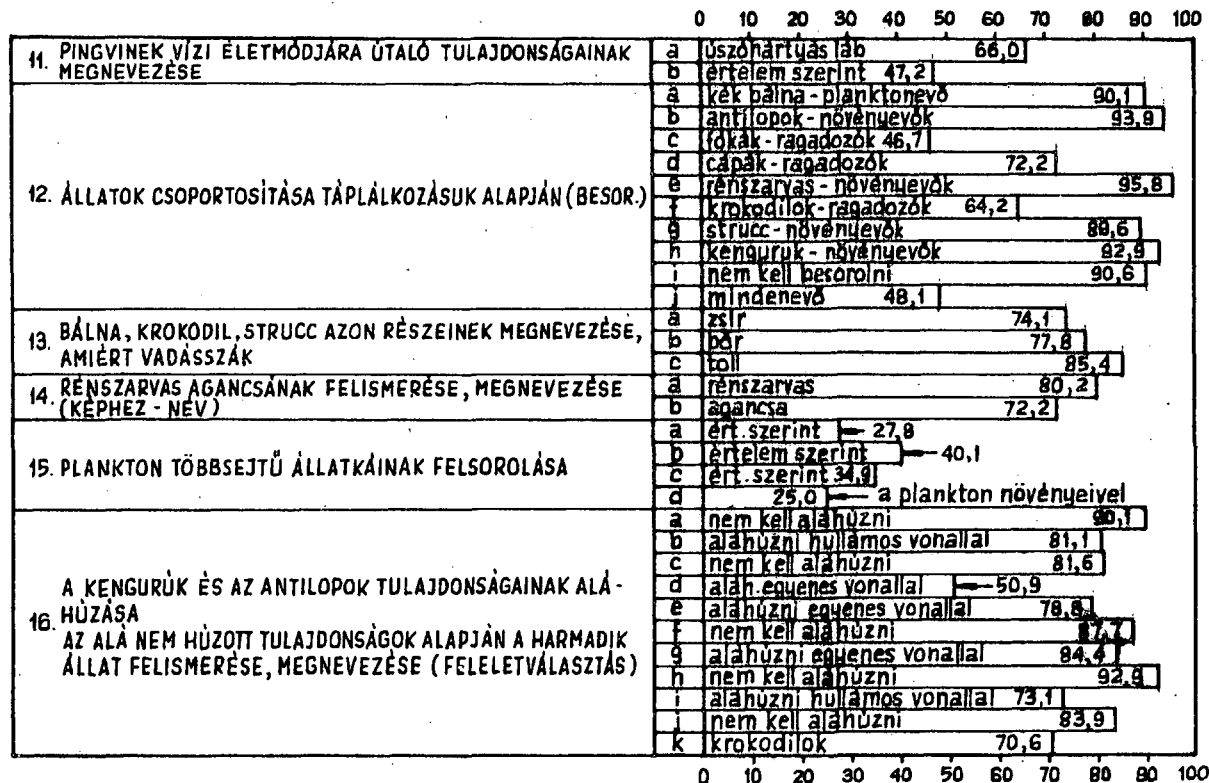 0 10 20 30 40 50 60 70 80 90 100
11. PINGVINEK VÍZI ÉLETMÓDJÁRA UTALÓ TULAJDONSÁGAINAK
MEGNEVEZÉSE
a úszóhártyás láb 66,0
b értelem szerint 47,2
12. ÁLLATOK CSOPORTOSÍTÁSA TÁPLÁLKOZÁSUK ALAPJÁN (BESOR.)
a kék bálna - planktonevő 90,1
b antilopok - növényevők 93,9
c fókák - ragadozók 46,7
d cápák - ragadozók 72,2
e rénszarvas - növényevők 95,8
f krokodilok - ragadozók 64,2
g strucc - növényevők 89,6
h kenguruk - növényevők 92,9
i nem kell besorolni 90,6
j mindenevő 48,1
13. BÁLNA, KROKODIL, STRUCC AZON RÉSZEINEK MEGNEVEZÉSE,
AMIÉRT VADÁSSZÁK
a zsír 74,1
b bőr 77,8
c toll 85,4
14. RÉNSZARVAS AGANCSÁNAK FELISMERÉSE, MEGNEVEZÉSE
(KÉPHEZ - NÉV)
a rénszarvas 80,2
b agancsa 72,2
15. PLANKTON TÖBBSEJTŰ ÁLLATKÁINAK FELSOROLÁSA
a ért. szerint 27,8
b értelem szerint 40,1
c ért. szerint 34,9
d 25,0 a plankton növényeivel
16. A KENGURUK ÉS AZ ANTILOPOK TULAJDONSÁGAINAK ALÁ-
HÚZÁSA
AZ ALÁ NEM HÚZOTT TULAJDONSÁGOK ALAPJÁN A HARMADIK
ÁLLAT FELISMERÉSE, MEGNEVEZÉSE (FELELETVÁLASZTÁS)
a nem kell aláhúzni 90,1
b aláhúzni hullámos vonallal 81,1
c nem kell aláhúzni 81,6
d aláh. egyenes vonallal 50,9
e aláhúzni egyenes vonallal 78,8
f nem kell aláhúzni 87,7
g aláhúzni egyenes vonallal 84,4
h nem kell aláhúzni 92,9
i aláhúzni hullámos vonallal 73,1
j nem kell aláhúzni 83,9
k krokodilok 70,6
0 10 20 30 40 50 60 70 80 90 100